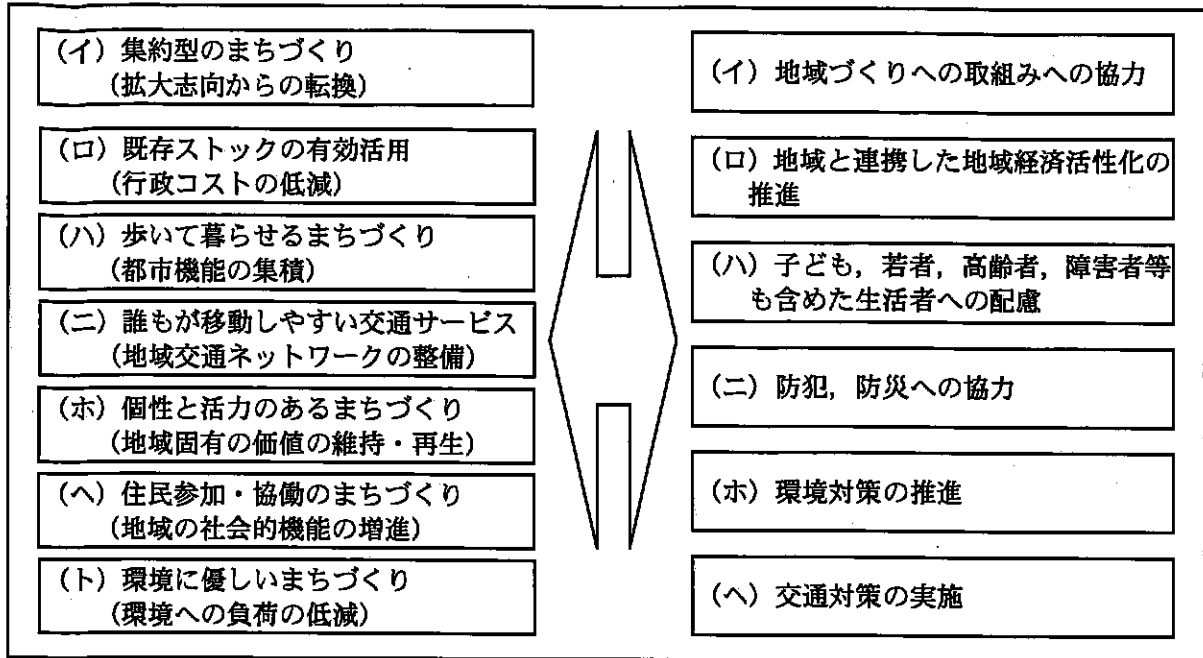 (イ) 集約型のまちづくり
(拡大志向からの転換)
(ロ) 既存ストックの有効活用
(行政コストの低減)
(ハ) 歩いて暮らせるまちづくり
(都市機能の集積)
(ニ) 誰もが移動しやすい交通サービス
(地域交通ネットワークの整備)
(ホ) 個性と活力のあるまちづくり
(地域固有の価値の維持・再生)
(ヘ) 住民参加・協働のまちづくり
(地域の社会的機能の増進)
(ト) 環境に優しいまちづくり
(環境への負荷の低減)
(イ) 地域づくりへの取組みへの協力
(ロ) 地域と連携した地域経済活性化の
推進
(ハ) 子ども，若者，高齢者，障害者等
も含めた生活者への配慮
(ニ) 防犯，防災への協力
(ホ) 環境対策の推進
(ヘ) 交通対策の実施